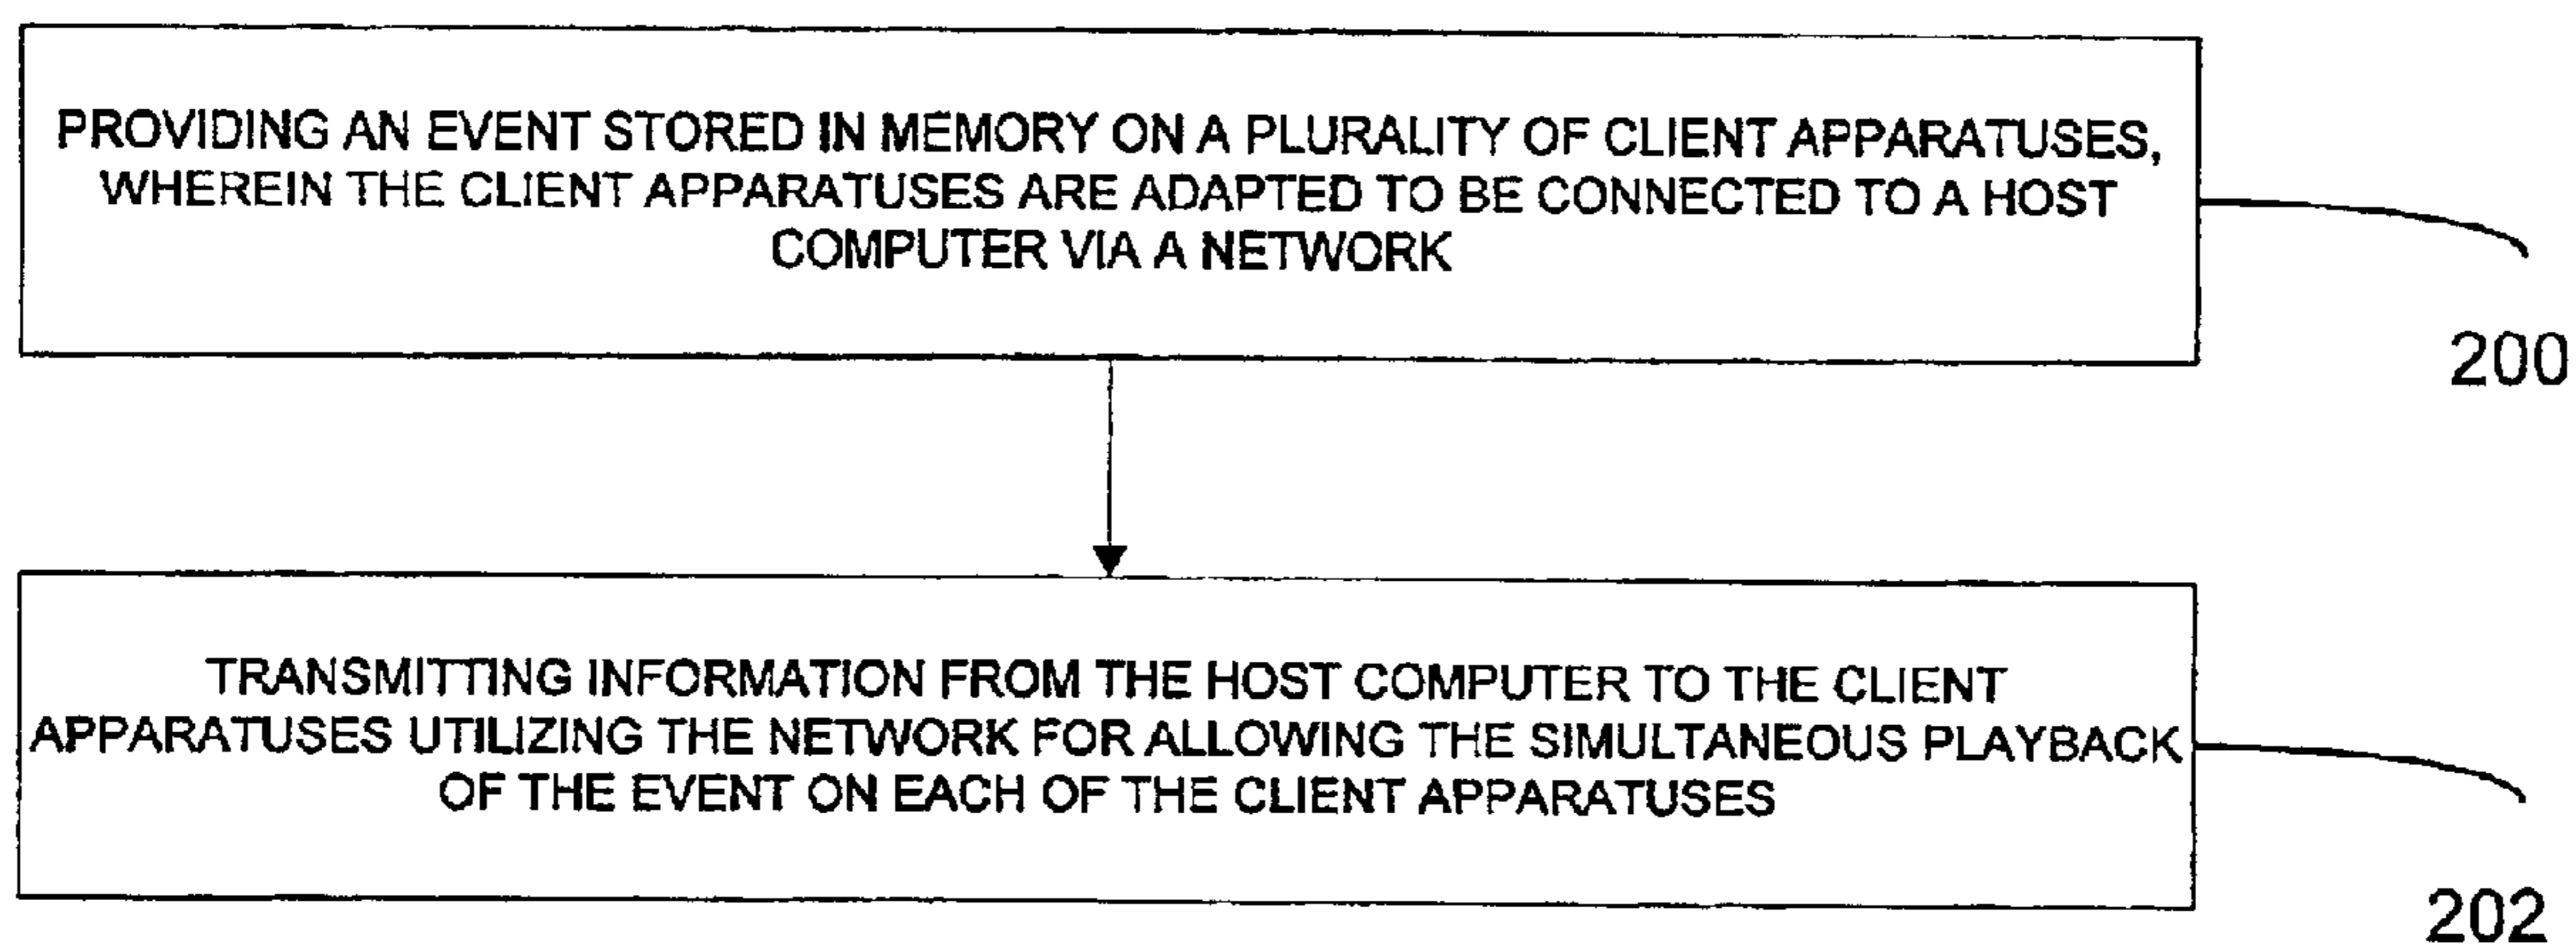 PROVIDING AN EVENT STORED IN MEMORY ON A PLURALITY OF CLIENT APPARATUSES,
WHEREIN THE CLIENT APPARATUSES ARE ADAPTED TO BE CONNECTED TO A HOST
COMPUTER VIA A NETWORK
200
TRANSMITTING INFORMATION FROM THE HOST COMPUTER TO THE CLIENT
APPARATUSES UTILIZING THE NETWORK FOR ALLOWING THE SIMULTANEOUS PLAYBACK
OF THE EVENT ON EACH OF THE CLIENT APPARATUSES
202